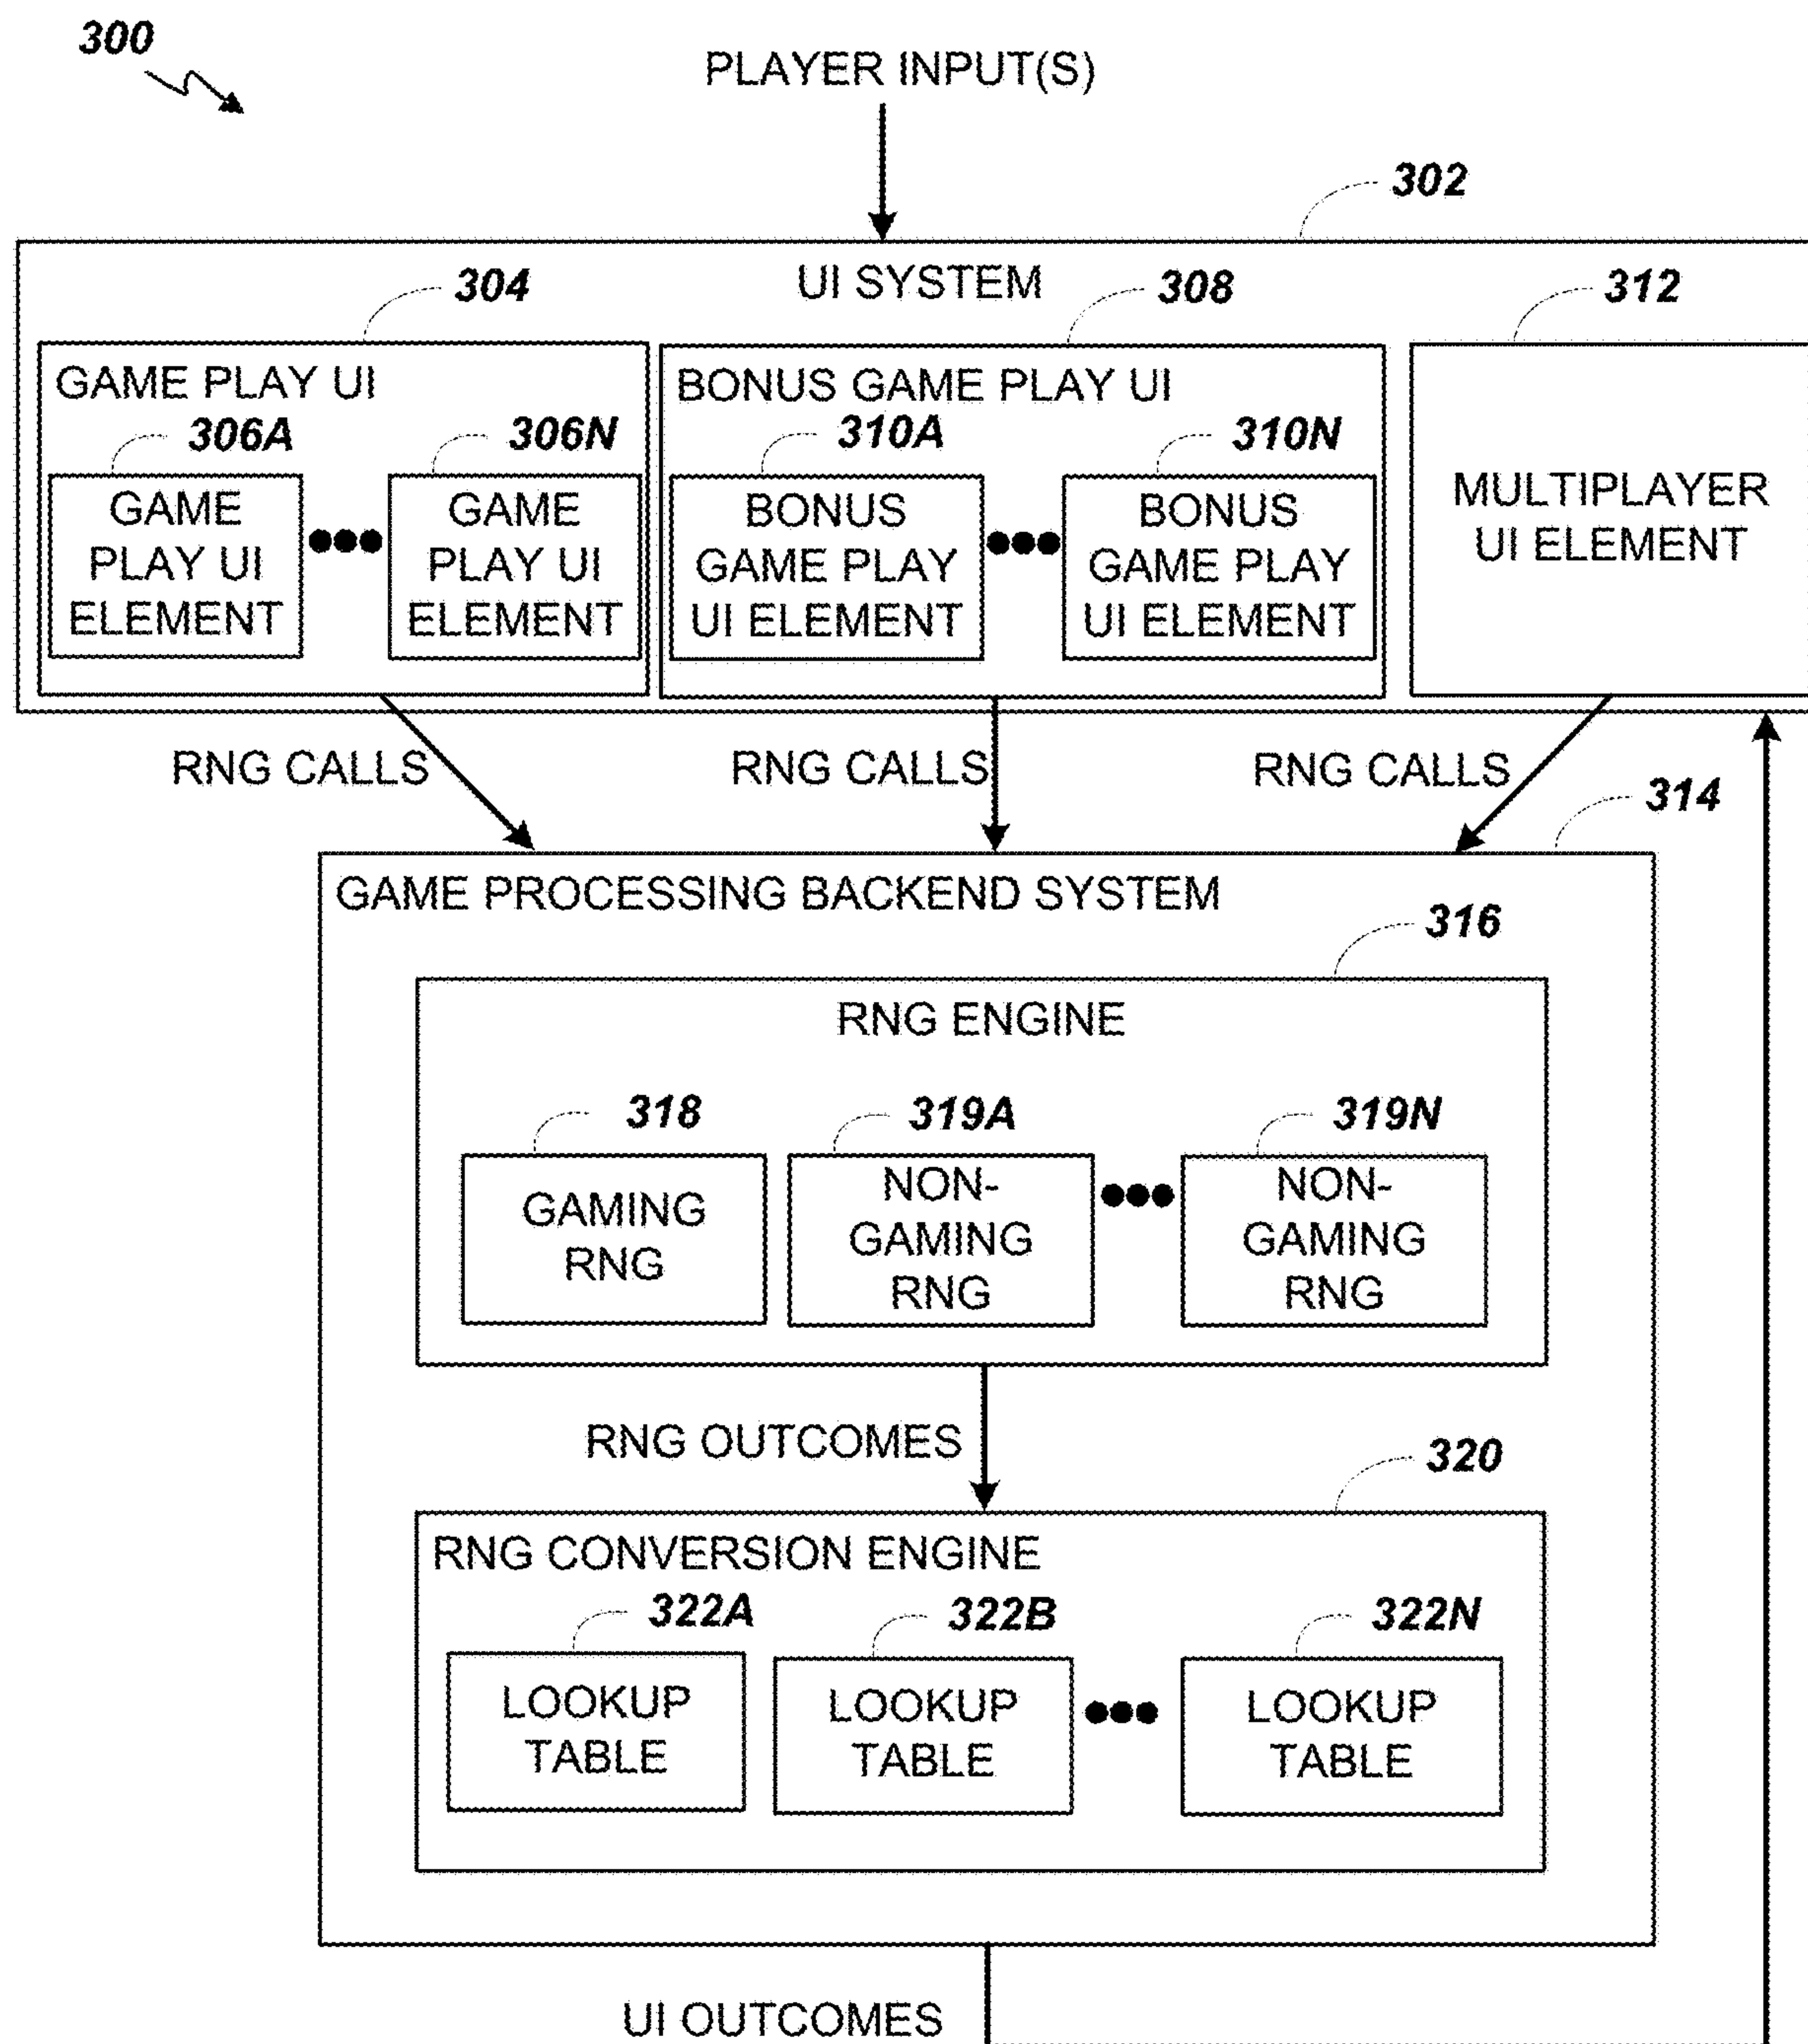 300
PLAYER INPUT(S)
302
UI SYSTEM
304
308
312
GAME PLAY UI
BONUS GAME PLAY UI
306A
306N
310A
310N
GAME
PLAY UI
ELEMENT
GAME
PLAY UI
ELEMENT
BONUS
GAME PLAY
UI ELEMENT
BONUS
GAME PLAY
UI ELEMENT
MULTIPLAYER
UI ELEMENT
RNG CALLS
RNG CALLS
RNG CALLS
314
GAME PROCESSING BACKEND SYSTEM
316
RNG ENGINE
318
319A
319N
GAMING
RNG
NON-
GAMING
RNG
NON-
GAMING
RNG
RNG OUTCOMES
320
RNG CONVERSION ENGINE
322A
322B
322N
LOOKUP
TABLE
LOOKUP
TABLE
LOOKUP
TABLE
UI OUTCOMES